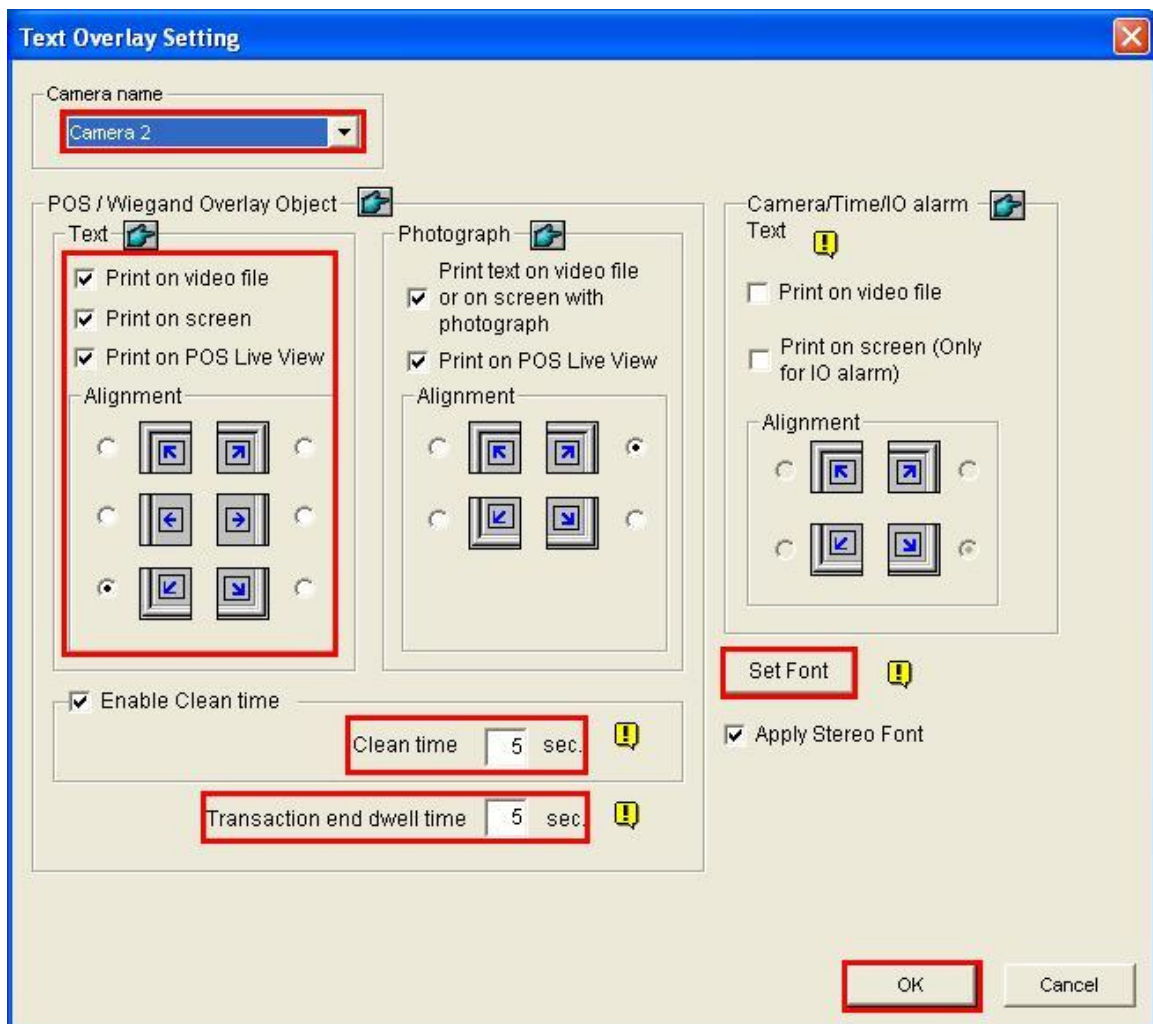 Text Overlay Setting
Camera name
Camera 2
POS / Wiegand Overlay Object
Text
Print on video file
Print on screen
Print on POS Live View
Alignment
Photograph
Print text on video file
or on screen with
photograph
Print on POS Live View
Alignment
Camera/Time/IO alarm
Text
Print on video file
Print on screen (Only
for IO alarm)
Alignment
Enable Clean time
Clean time 5 sec.
Transaction end dwell time 5 sec.
Set Font
Apply Stereo Font
OK
Cancel